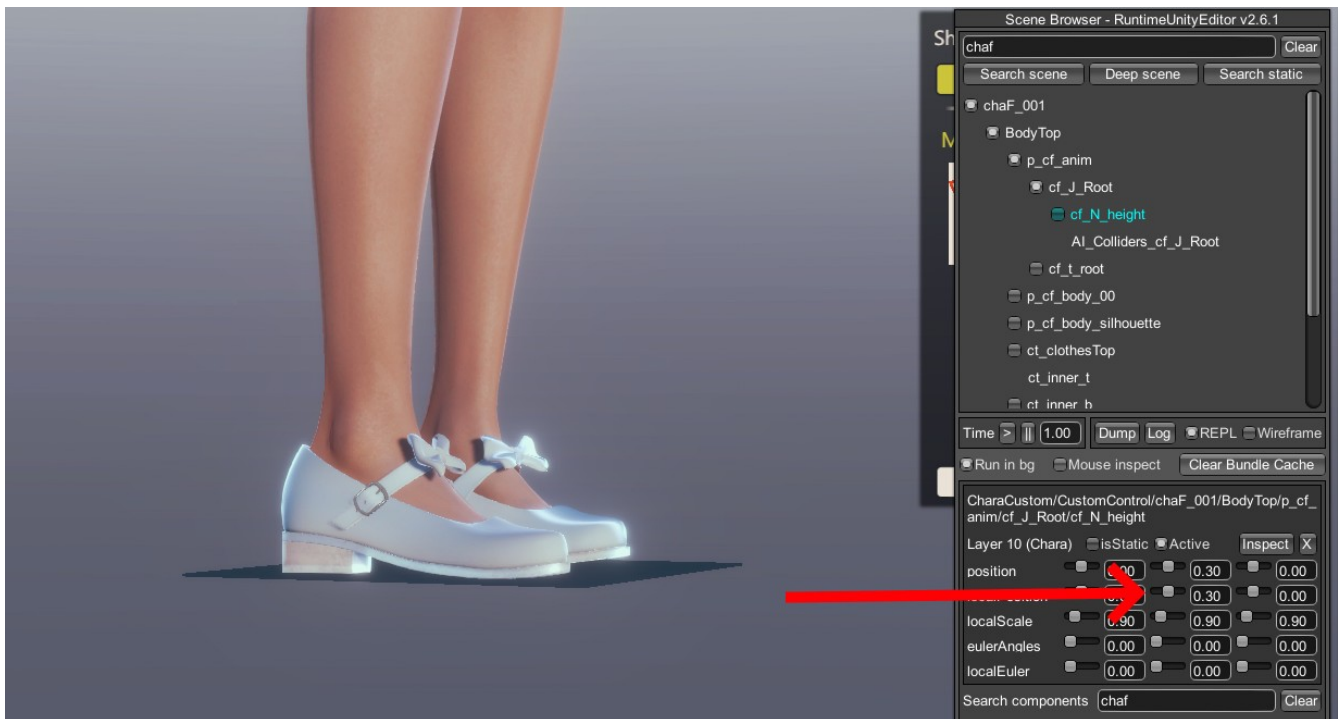 Scene Browser - RuntimeUnityEditor v2.6.1
Sh
chaf Clear
Search scene Deep scene Search static
chaF_001
BodyTop
M
p_cf_anim
cf_J_Root
cf_N_height
AI_Colliders_cf_J_Root
cf_t_root
p_cf_body_00
p_cf_body_silhouette
ct_clothesTop
ct_inner_t
ct_inner_b
Time > || 1.00 Dump Log REPL Wireframe
Run in bg Mouse inspect Clear Bundle Cache
CharaCustom/CustomControl/chaF_001/BodyTop/p_cf_
anim/cf_J_Root/cf_N_height
Layer 10 (Chara) isStatic Active Inspect X
position 0.00 0.30 0.00
0.30 0.00
localScale 0.90 0.90 0.90
eulerAngles 0.00 0.00 0.00
localEuler 0.00 0.00 0.00
Search components chaf Clear